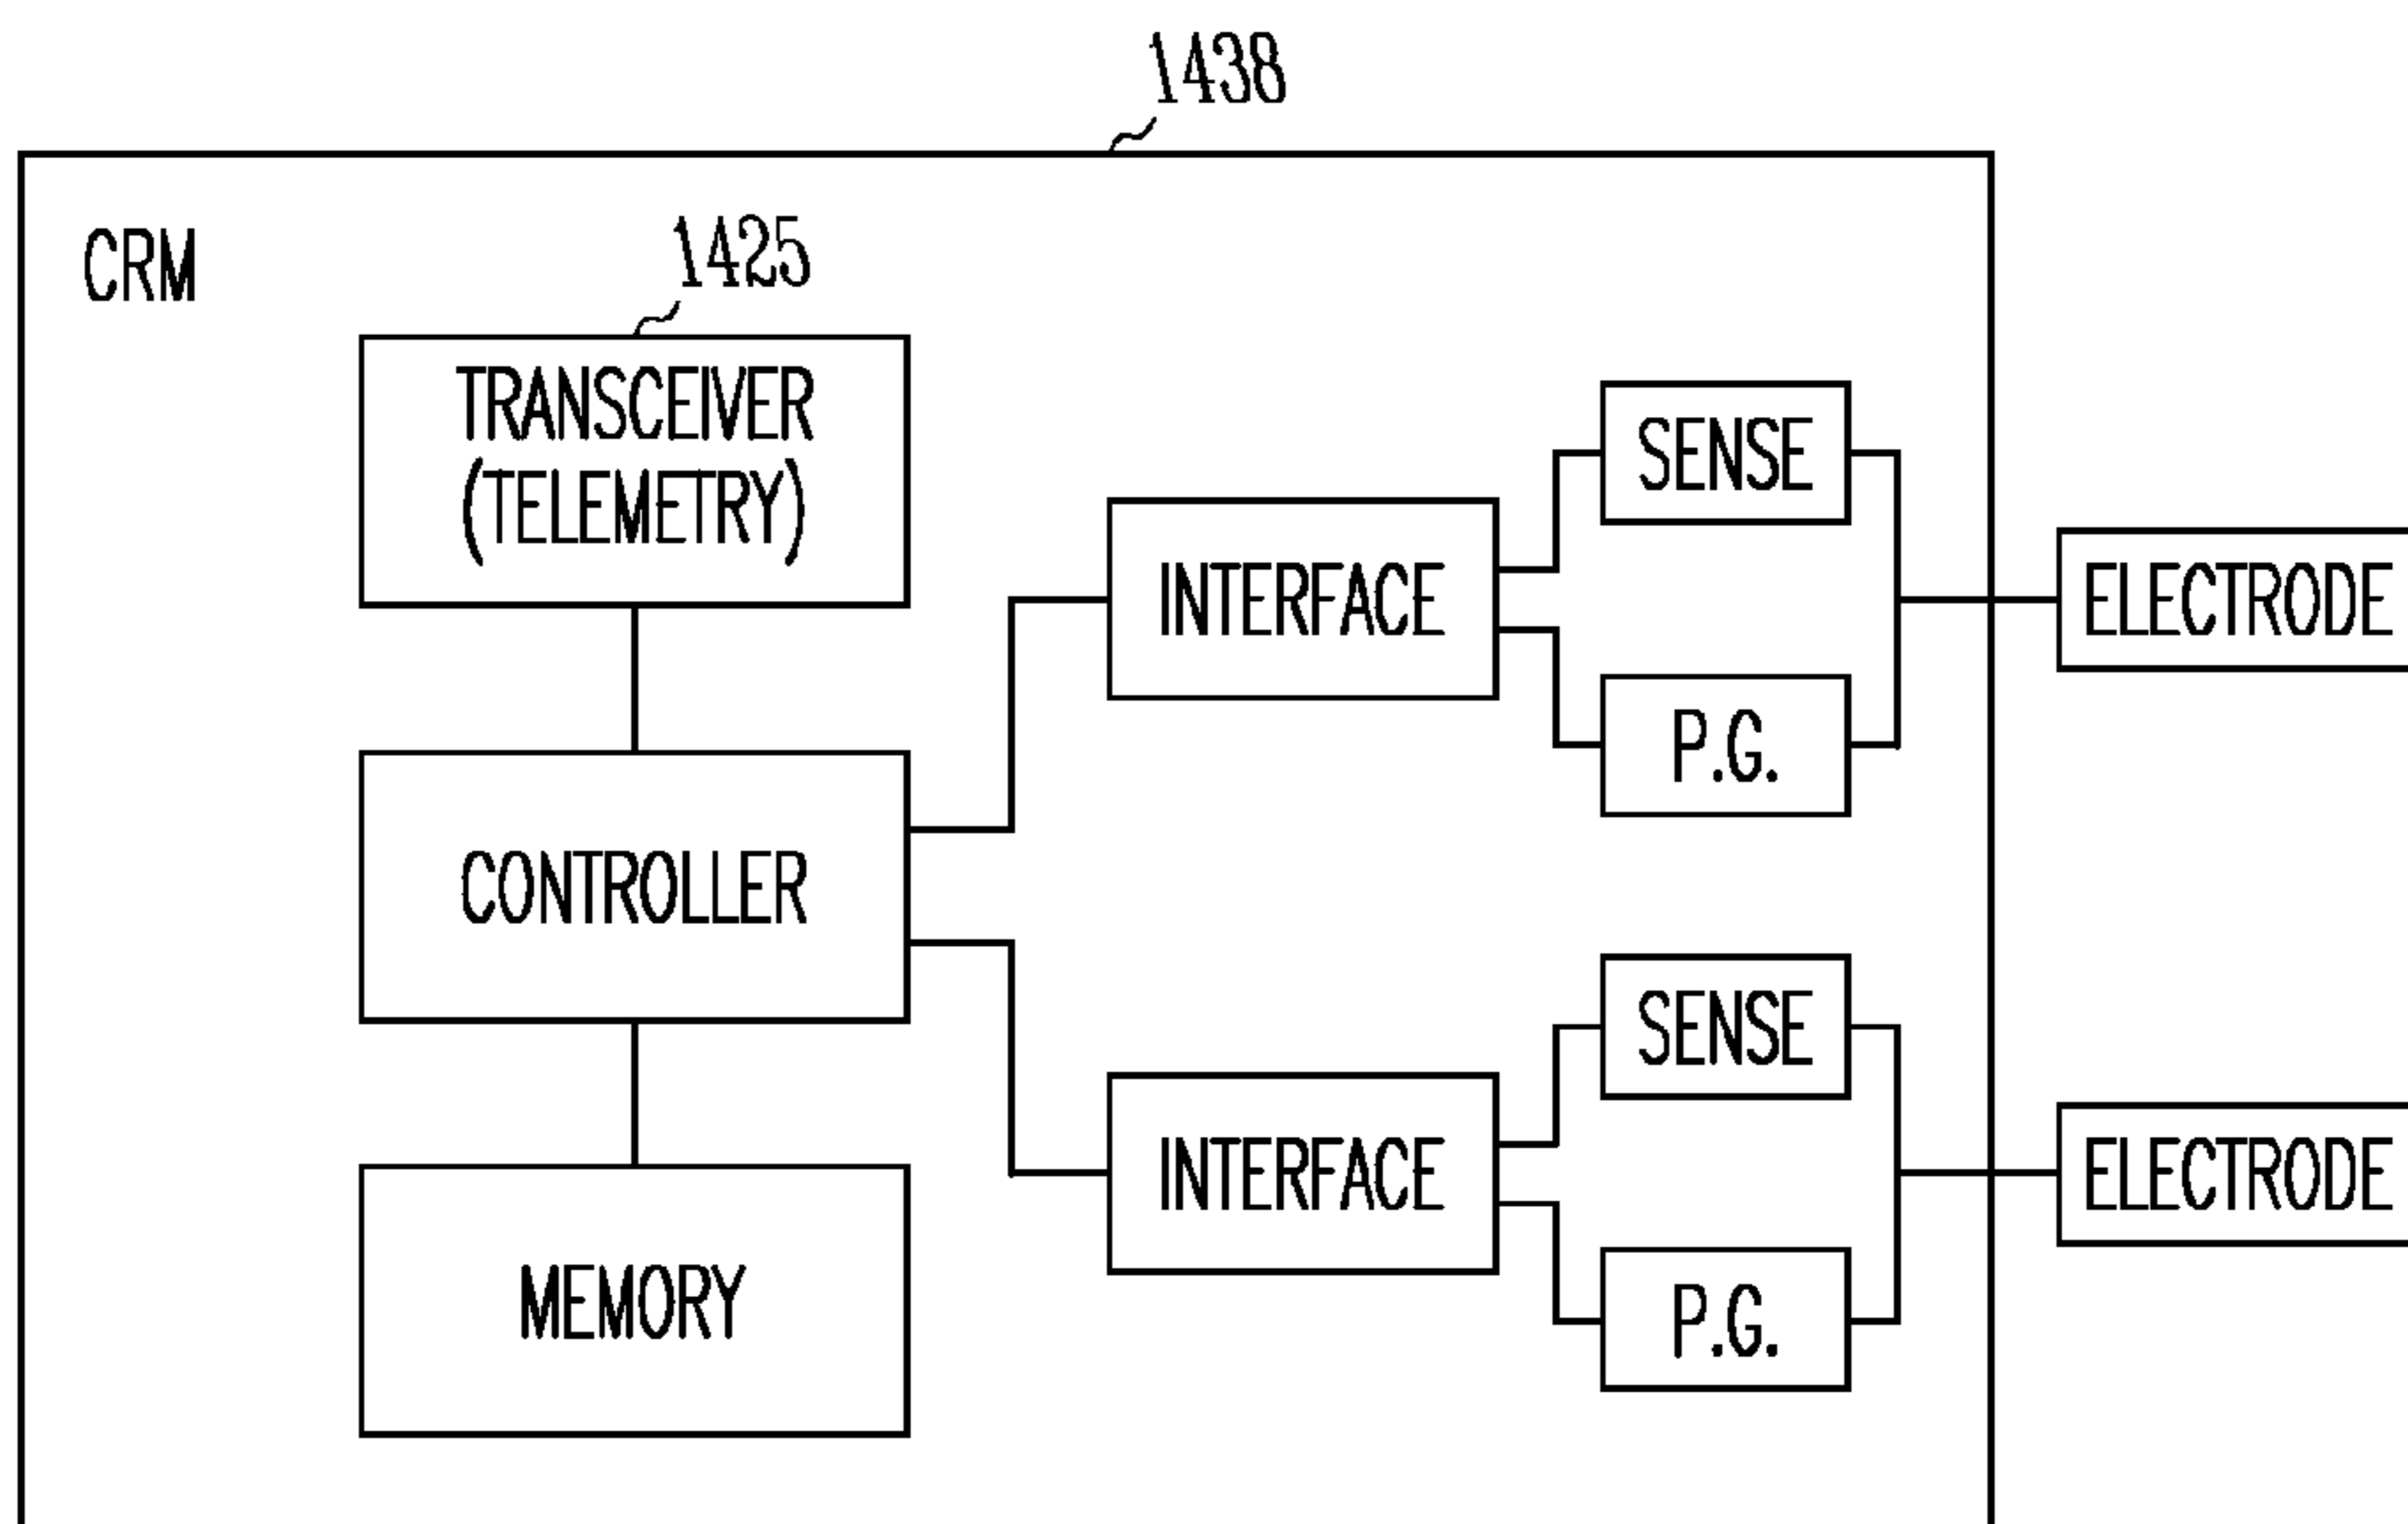 1438
CRM
1425
TRANSCEIVER
(TELEMETRY)
SENSE
INTERFACE
ELECTRODE
P.G.
CONTROLLER
SENSE
INTERFACE
ELECTRODE
P.G.
MEMORY